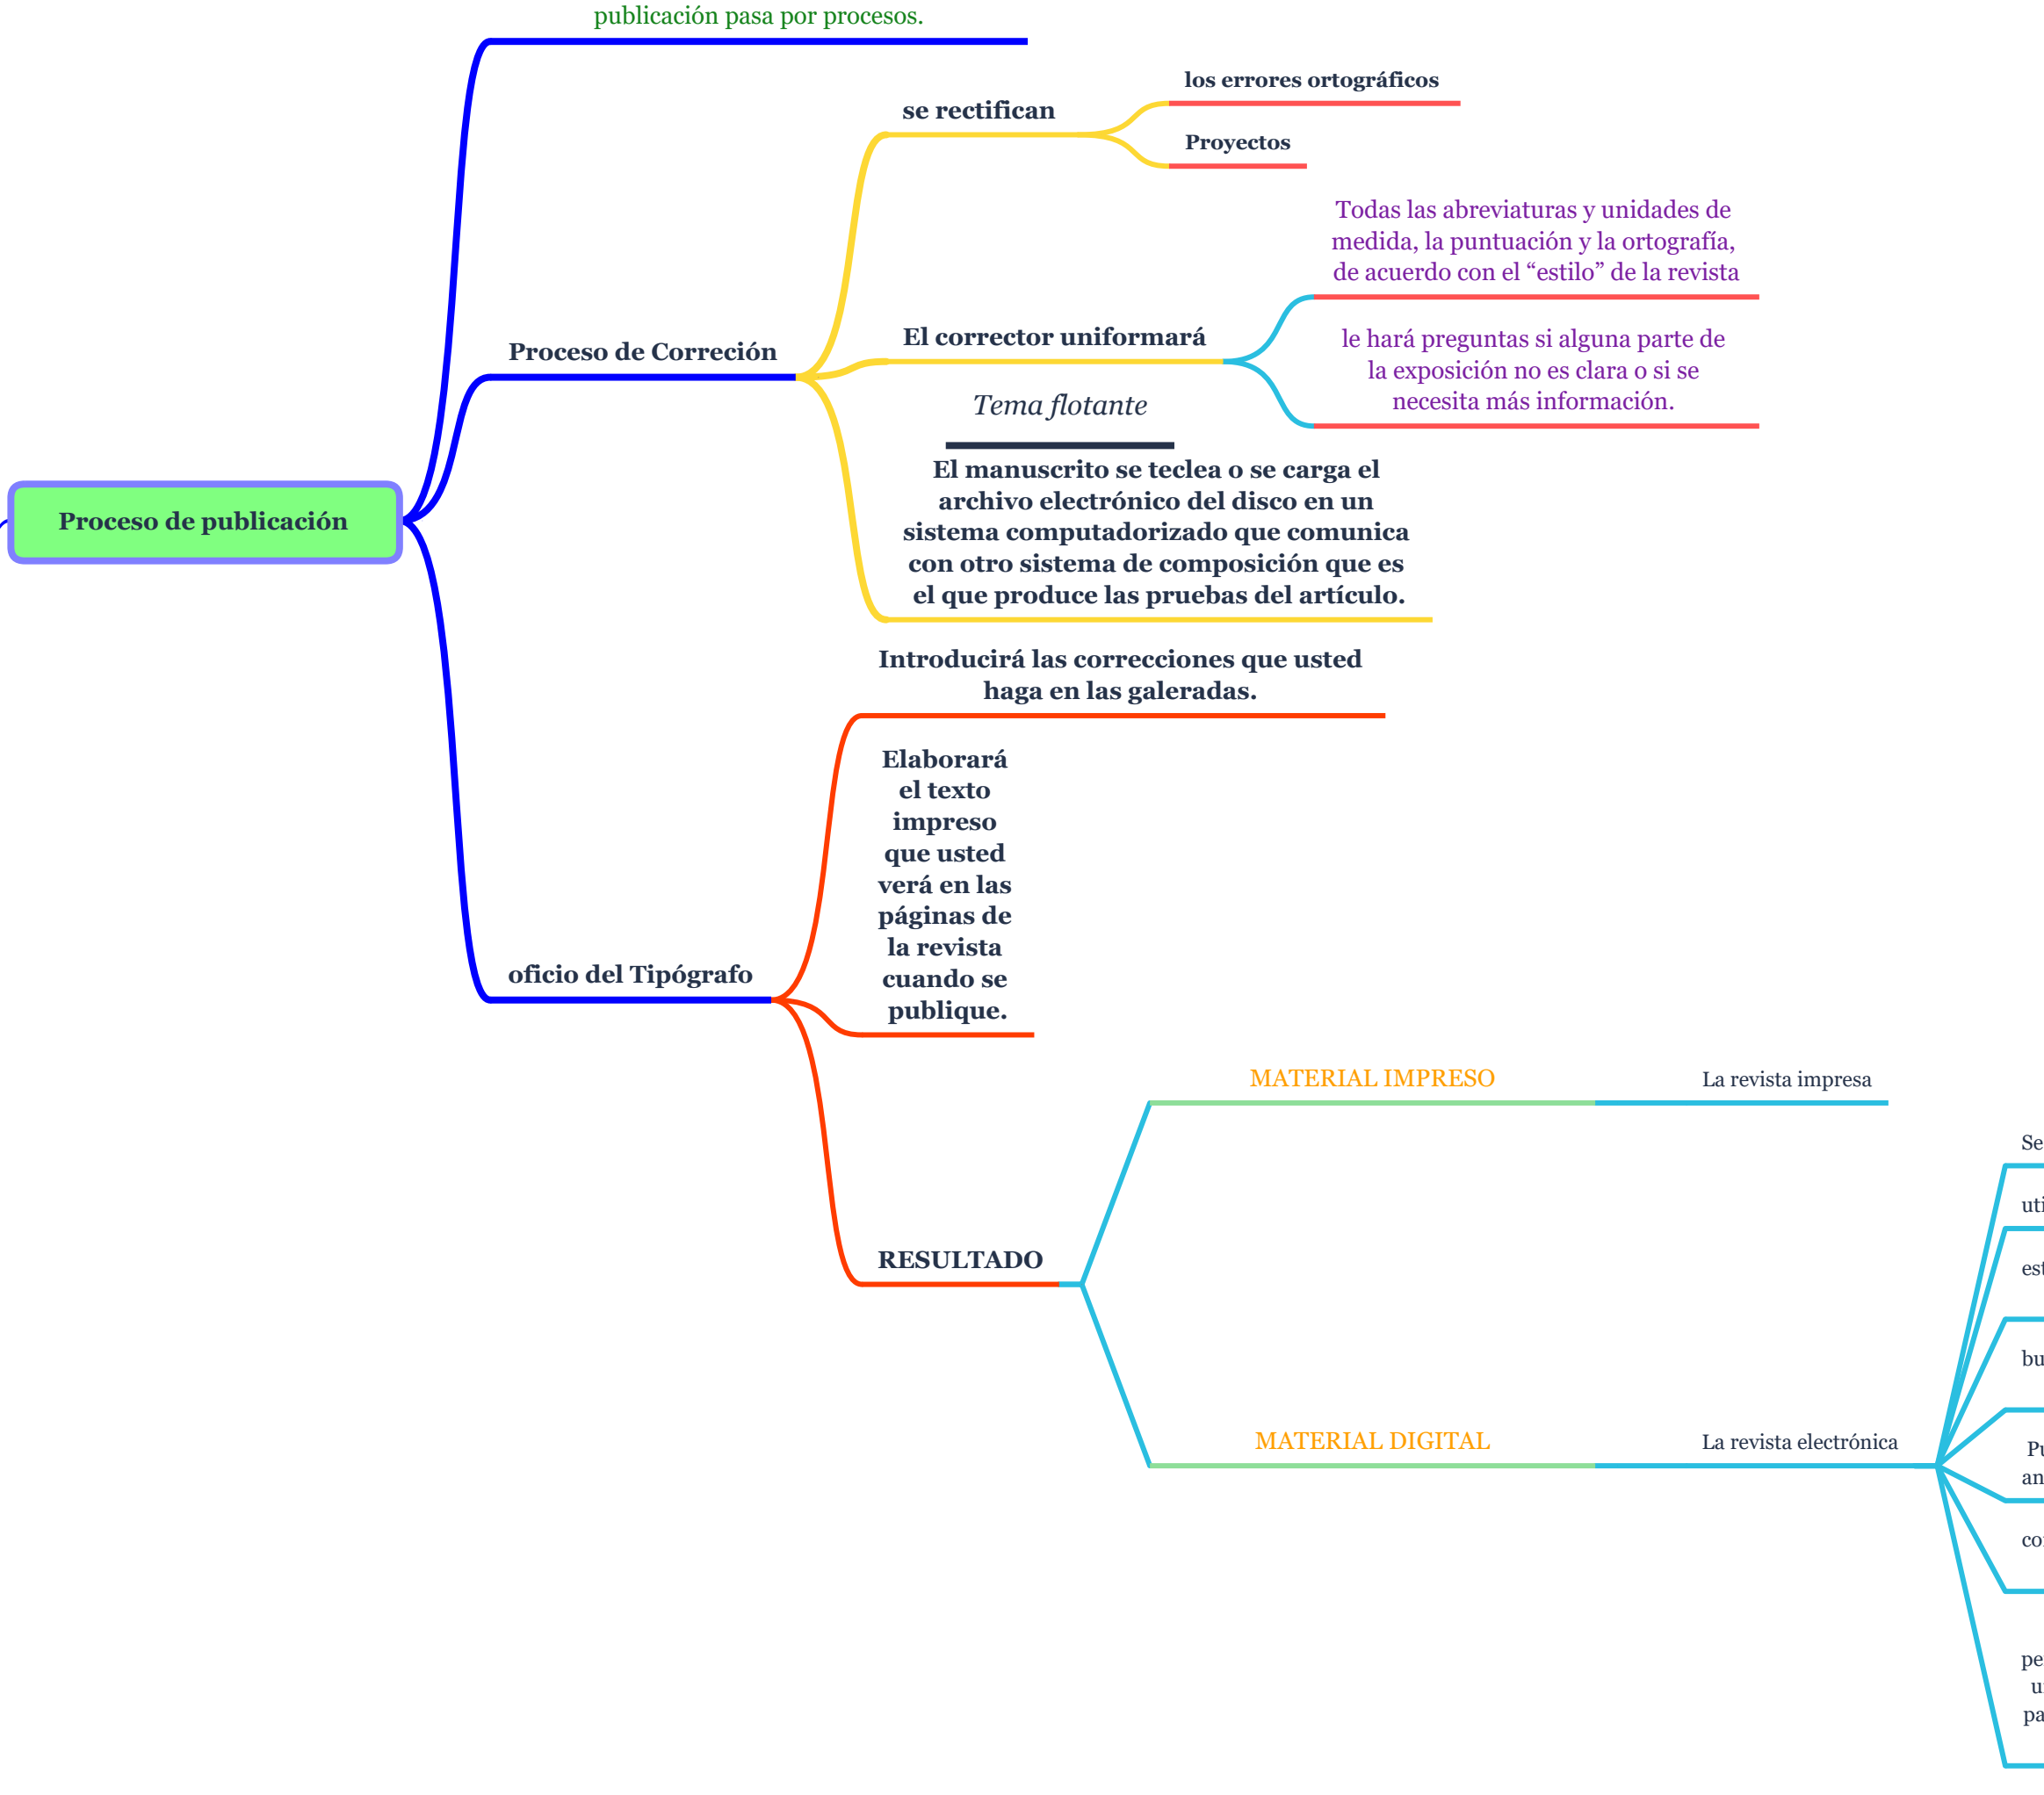 publicación pasa por procesos.
los errores ortográficos
se rectifican
Proyectos
Todas las abreviaturas y unidades de
medida, la puntuación y la ortografía,
de acuerdo con el “estilo” de la revista
El corrector uniformará
le hará preguntas si alguna parte de
la exposición no es clara o si se
necesita más información.
Proceso de Correción
Tema flotante
El manuscrito se teclea o se carga el
archivo electrónico del disco en un
sistema computadorizado que comunica
con otro sistema de composición que es
el que produce las pruebas del artículo.
Proceso de publicación
Introducirá las correcciones que usted
haga en las galeradas.
Elaborará
el texto
impreso
que usted
verá en las
páginas de
la revista
cuando se
publique.
oficio del Tipógrafo
MATERIAL IMPRESO
La revista impresa
RESULTADO
MATERIAL DIGITAL
La revista electrónica
Se